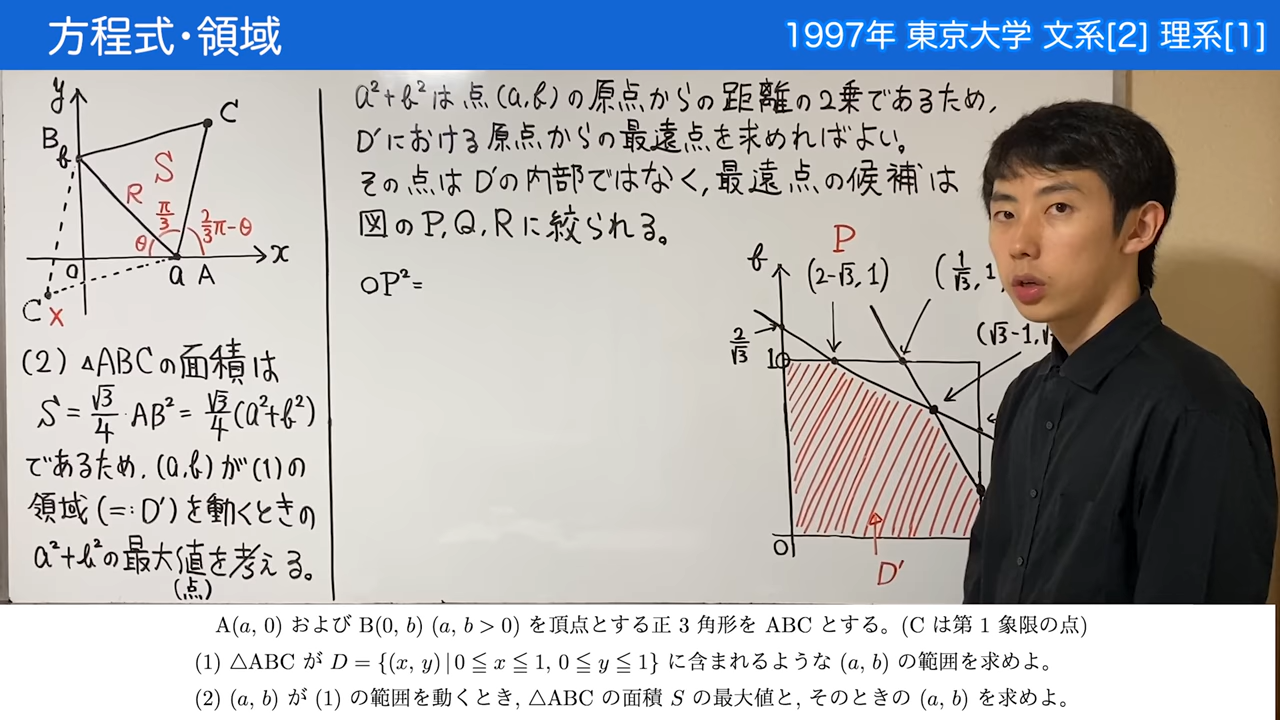 方程式・領域
1997年 東京大学 文系[2] 理系[1]
y
B
b
C
S
R
π/3
2/3π-θ
θ
O
a A
x
C X
(2) △ABCの面積は
S = √3/4 AB² = √3/4 (a²+b²)
であるため, (a,b) が(1)の
領域(=:D')を動くときの
a²+b²の最大値を考える。
(点)
a²+b²は点(a,b)の原点からの距離の2乗であるため,
D'における原点からの最遠点を求めればよい。
その点はD'の内部ではなく, 最遠点の候補は
図のP,Q,Rに絞られる。
OP²=
P
b
(2-√3, 1)
(1/√3, 1
(√3-1, √
2/√3
1
O
D'
A(a, 0) および B(0, b) (a, b > 0) を頂点とする正 3 角形を ABC とする。(C は第 1 象限の点)
(1) △ABC が D = {(x, y) | 0 ≦ x ≦ 1, 0 ≦ y ≦ 1} に含まれるような (a, b) の範囲を求めよ。
(2) (a, b) が (1) の範囲を動くとき, △ABC の面積 S の最大値と, そのときの (a, b) を求めよ。